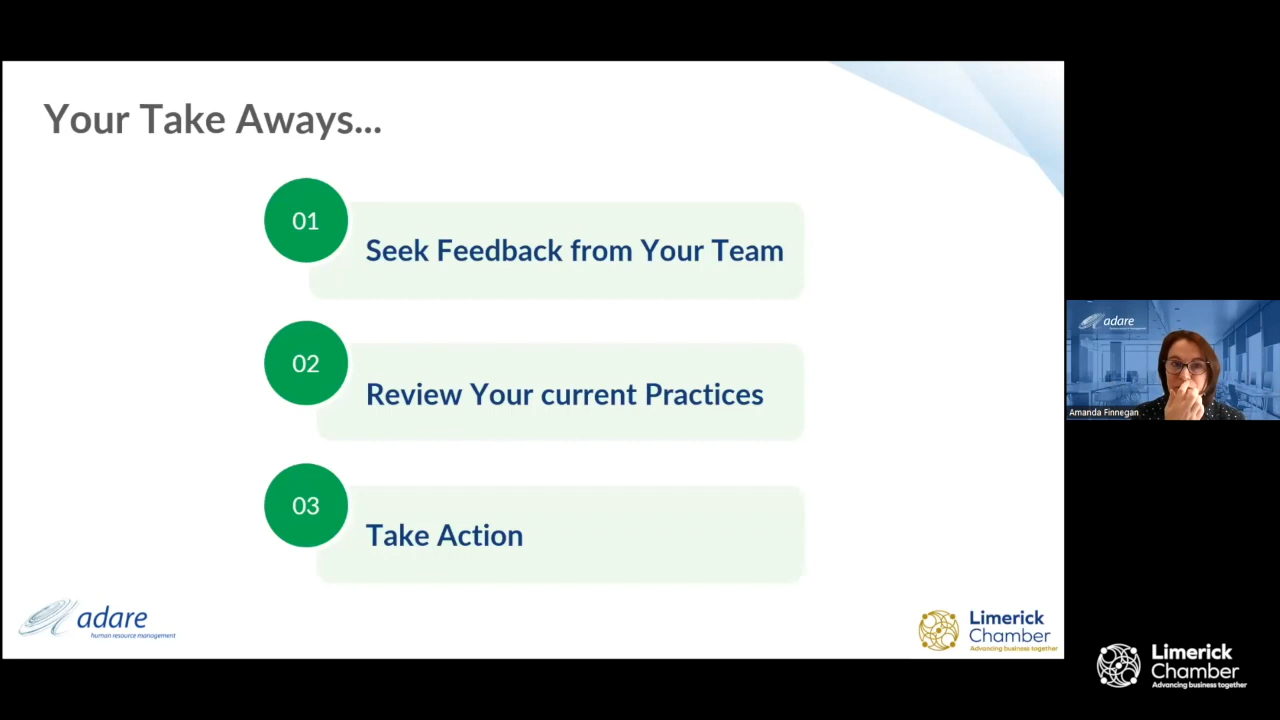 Your Take Aways...
01
Seek Feedback from Your Team
02
Review Your current Practices
03
Take Action
adare
human resource management
Limerick
Chamber
Advancing business together
adare
Amanda Finnegan
Limerick
Chamber
Advancing business together